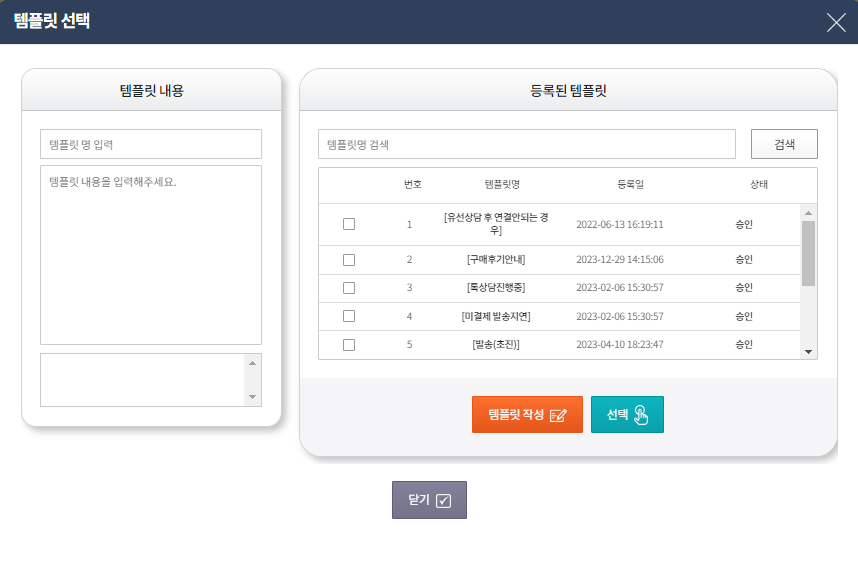 템플릿 선택
템플릿 내용
템플릿 명 입력
템플릿 내용을 입력해주세요.
등록된 템플릿
템플릿명 검색
검색
번호 템플릿명 등록일 상태
1 [유선상담 후 연결안되는 경
우] 2022-06-13 16:19:11 승인
2 [구매후기안내] 2023-12-29 14:15:06 승인
3 [톡상담진행중] 2023-02-06 15:30:57 승인
4 [미결제 발송지연] 2023-02-06 15:30:57 승인
5 [발송(초진)] 2023-04-10 18:23:47 승인
템플릿 작성
선택
닫기